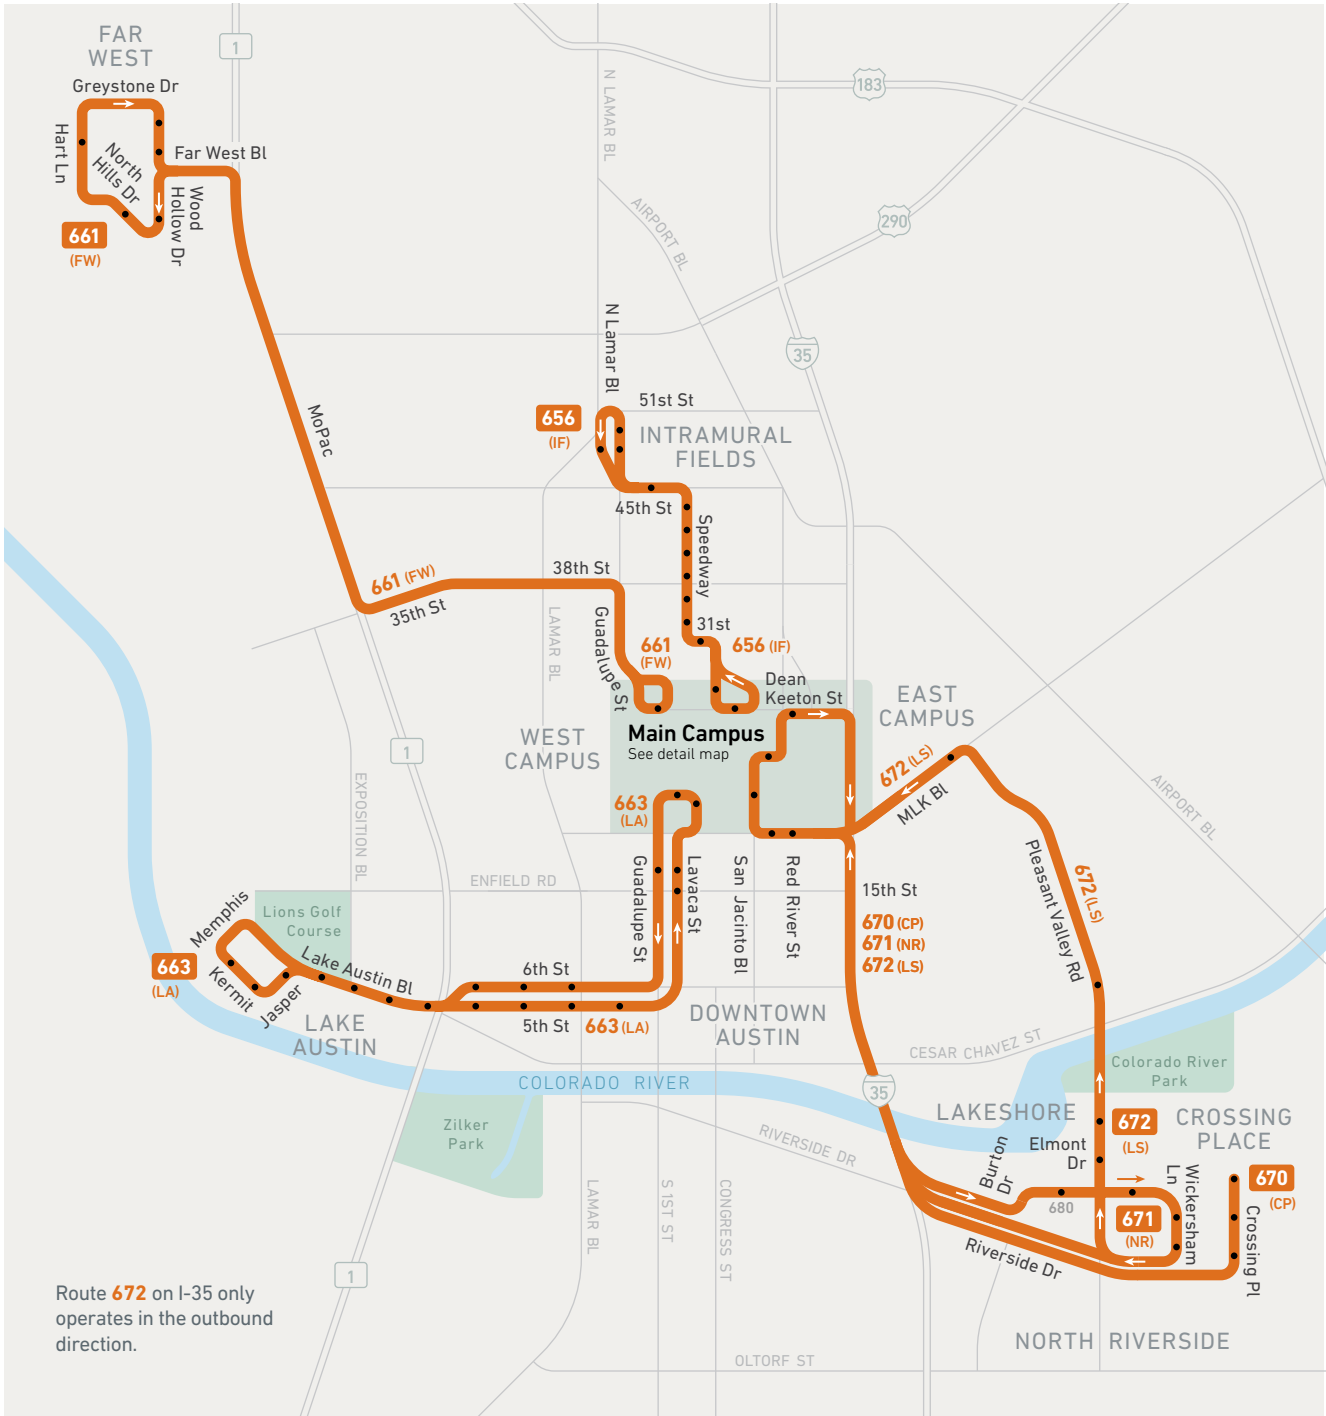 FAR
WEST
1
Greystone Dr
N LAMAR BL
183
Hart Ln
North
Hills Dr
Far West Bl
Wood
Hollow Dr
661
(FW)
AIRPORT BL
290
N Lamar Bl
35
MoPac
656
(IF)
51st St
INTRAMURAL
FIELDS
45th St
Speedway
661 (FW)
35th St
38th St
LAMAR BL
Guadalupe St
31st
661
(FW)
656 (IF)
Dean
Keeton St
EAST
CAMPUS
Main Campus
See detail map
WEST
CAMPUS
1
EXPOSITION BL
672 (LS)
MLK Bl
AIRPORT BL
663
(LA)
Guadalupe St
Lavaca St
San Jacinto Bl
Red River St
Pleasant Valley Rd
672 (LS)
ENFIELD RD
15th St
670 (CP)
671 (NR)
672 (LS)
Memphis
Lions Golf
Course
663
(LA)
Kermit
Jasper
Lake Austin Bl
6th St
5th St
663 (LA)
LAKE
AUSTIN
DOWNTOWN
AUSTIN
CESAR CHAVEZ ST
COLORADO RIVER
35
Colorado River
Park
Zilker
Park
RIVERSIDE DR
LAKESHORE
CROSSING
PLACE
672
(LS)
Elmont
Dr
Burton
Dr
Wickersham
Ln
670
(CP)
680
671
(NR)
Crossing Pl
Riverside Dr
LAMAR BL
S 1ST ST
CONGRESS ST
1
Route 672 on I-35 only
operates in the outbound
direction.
NORTH RIVERSIDE
OLTORF ST